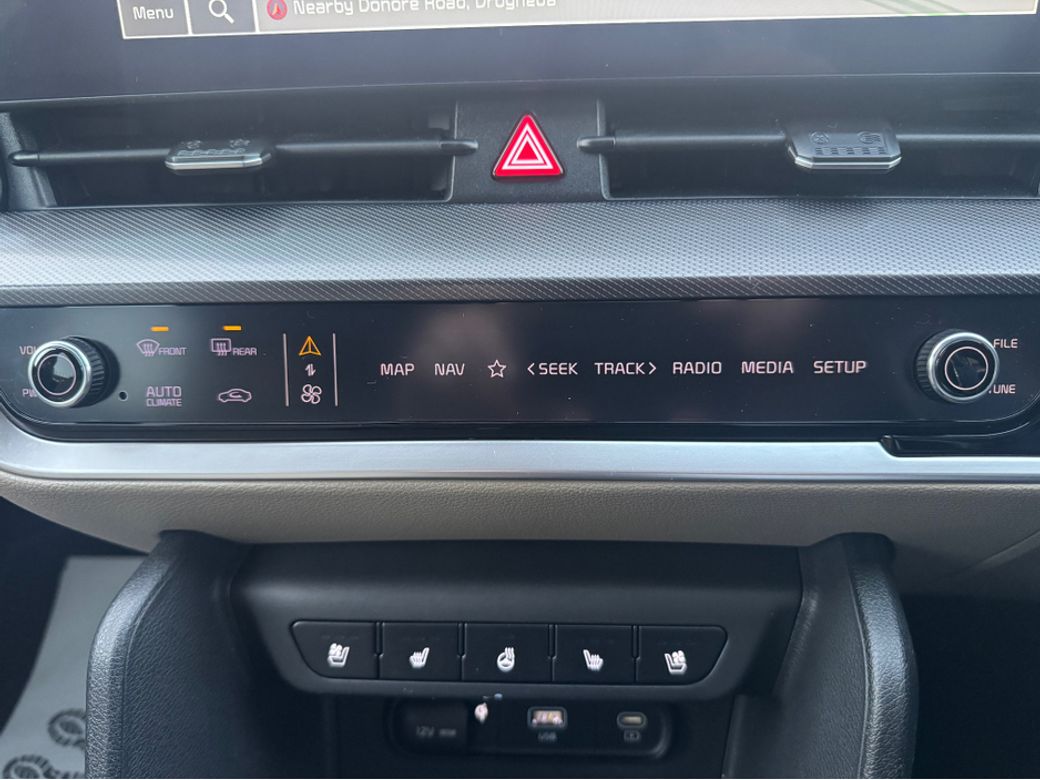 Menu
Nearby Donore Road, Drogheda
FRONT
REAR
MAP NAV <SEEK TRACK> RADIO MEDIA SETUP
FILE
AUTO
CLIMATE
TUNE
12V
USB